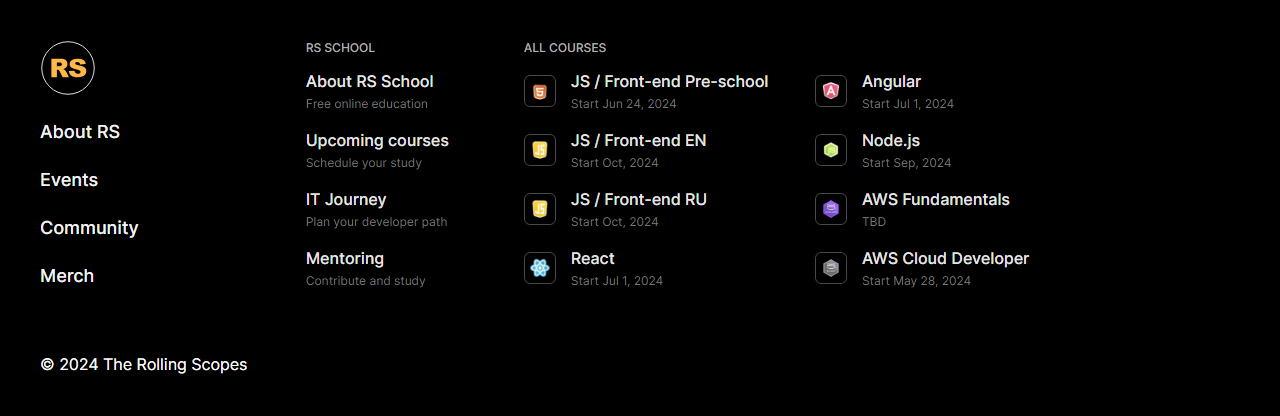 RS
About RS
Events
Community
Merch
RS SCHOOL
About RS School
Free online education
Upcoming courses
Schedule your study
IT Journey
Plan your developer path
Mentoring
Contribute and study
ALL COURSES
JS / Front-end Pre-school
Start Jun 24, 2024
JS / Front-end EN
Start Oct, 2024
JS / Front-end RU
Start Oct, 2024
React
Start Jul 1, 2024
Angular
Start Jul 1, 2024
Node.js
Start Sep, 2024
AWS Fundamentals
TBD
AWS Cloud Developer
Start May 28, 2024
© 2024 The Rolling Scopes